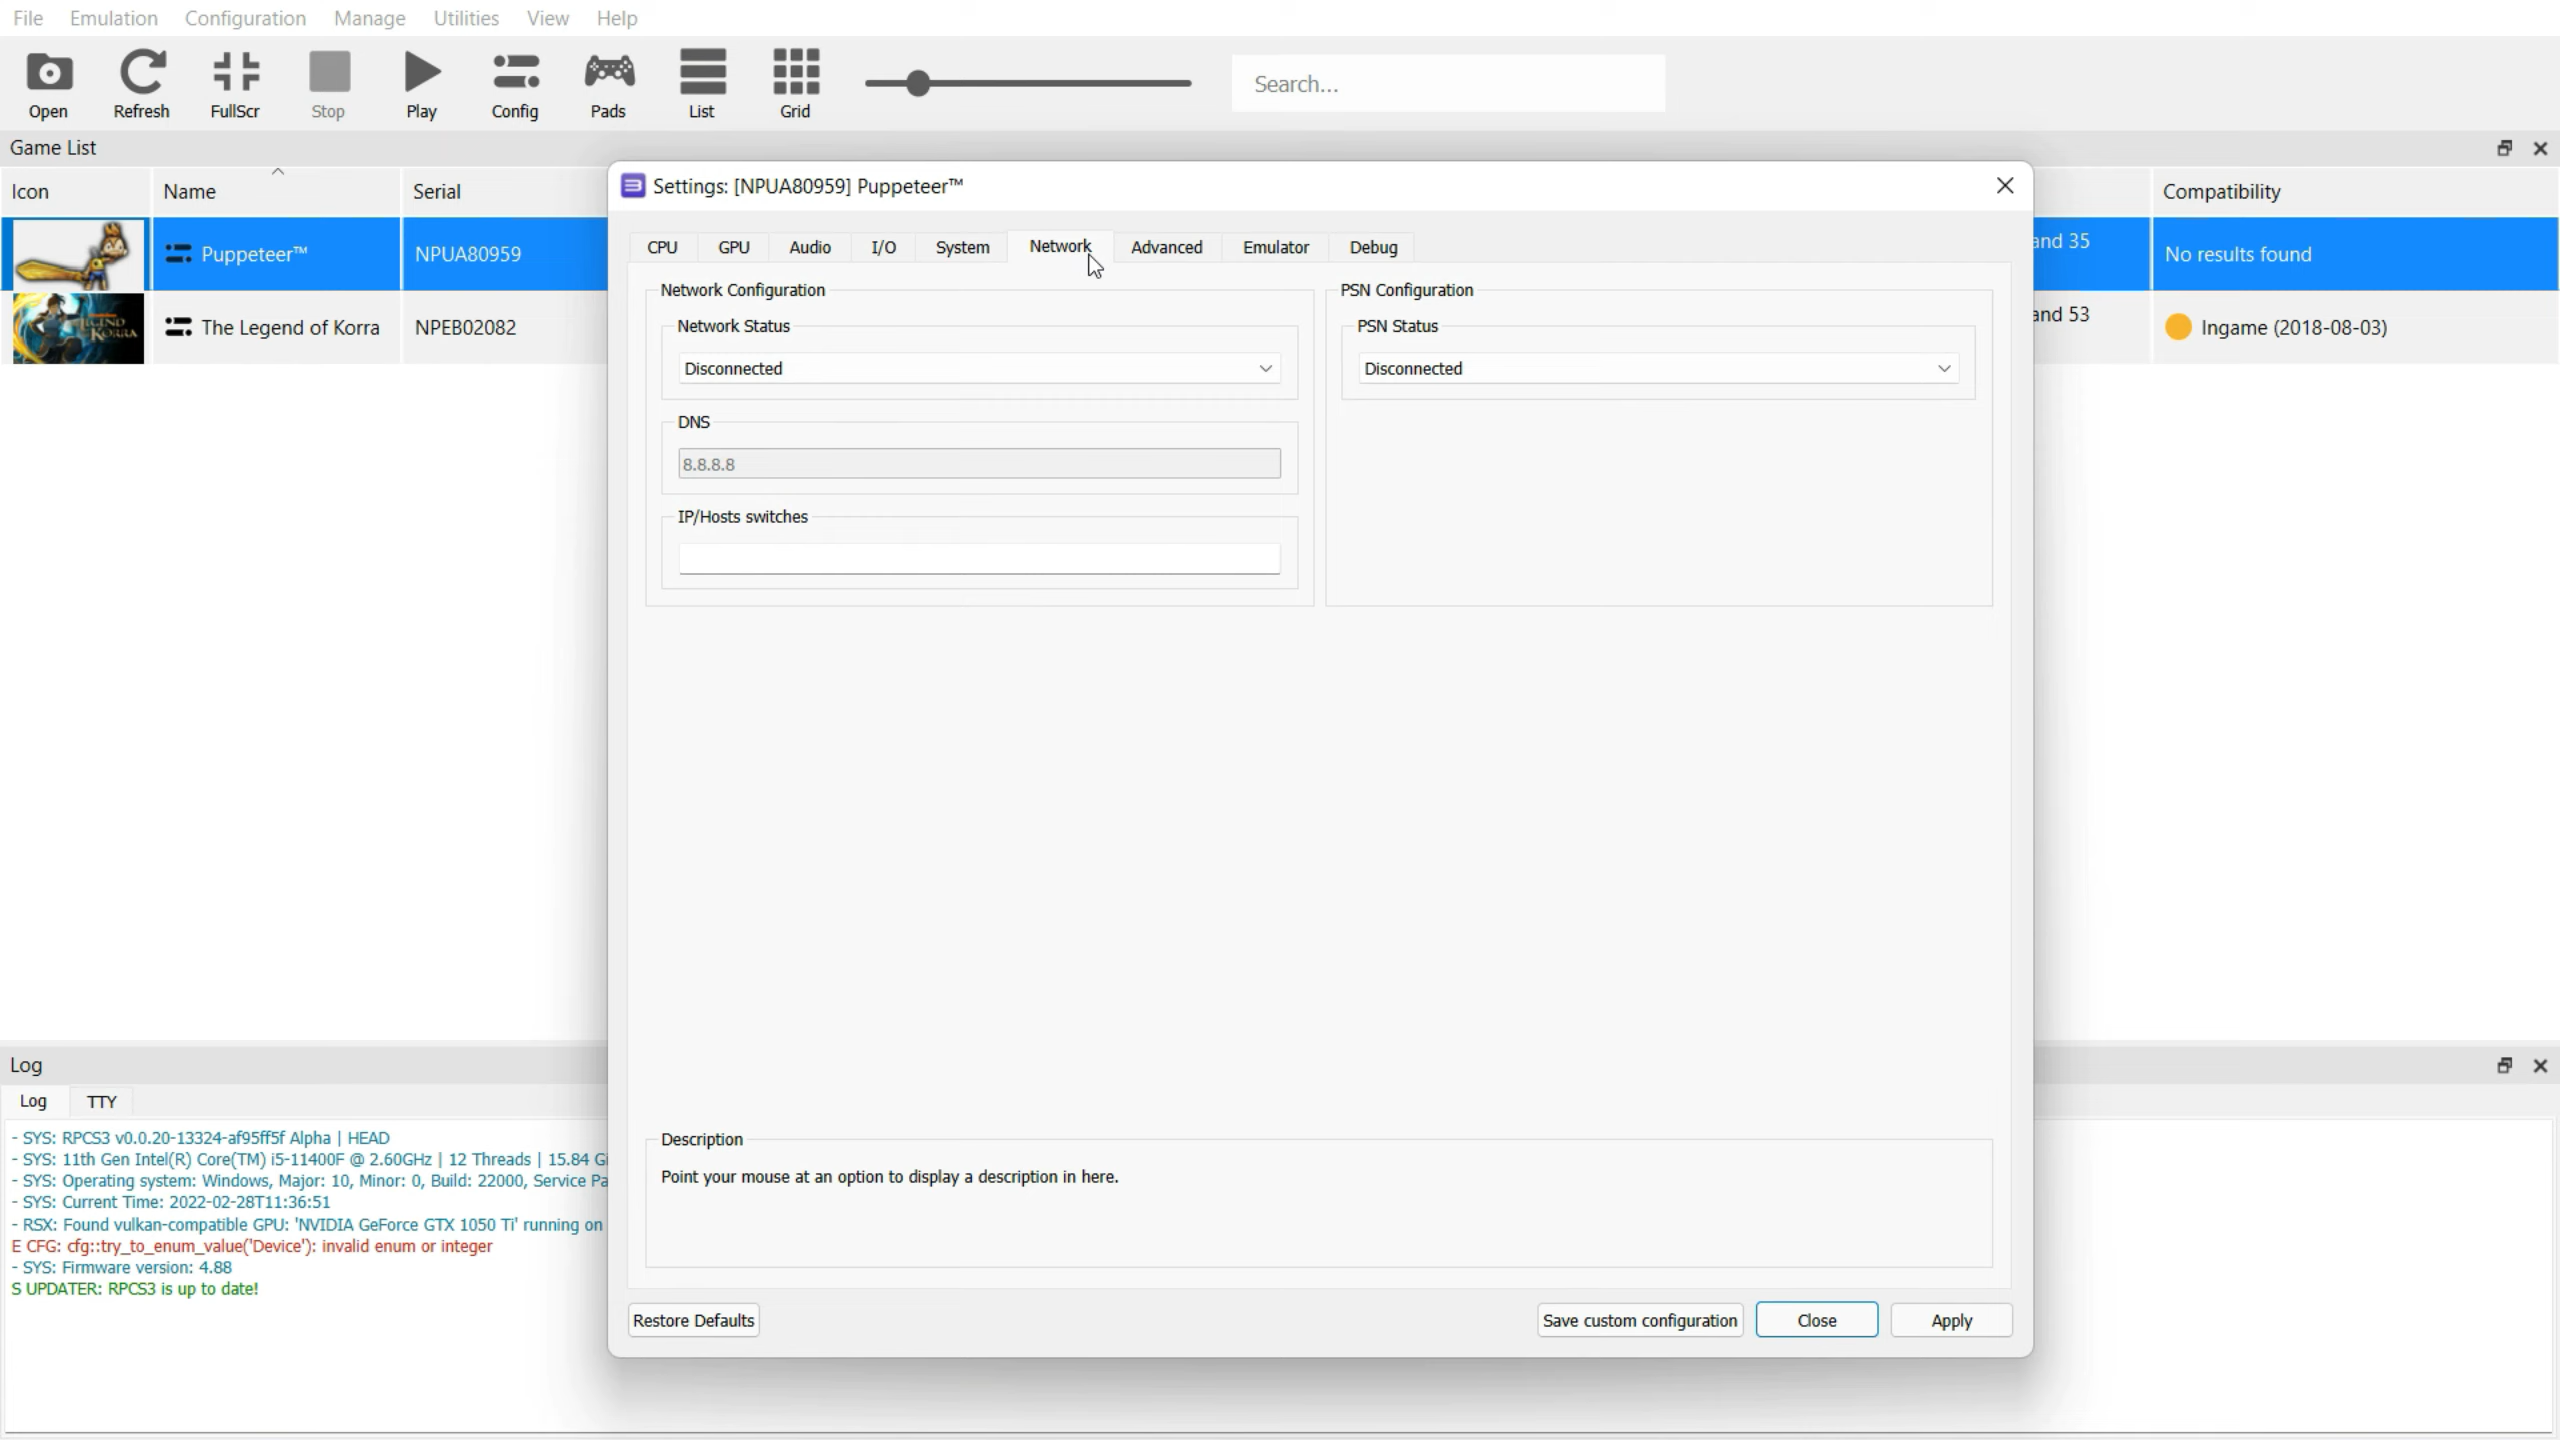 File Emulation Configuration Manage Utilities View Help
Open Refresh FullScr Stop Play Config Pads List Grid Search...
Game List
Icon Name Serial Compatibility
Puppeteer™ NPUA80959 and 35 No results found
The Legend of Korra NPEB02082 and 53 Ingame (2018-08-03)
Settings: [NPUA80959] Puppeteer™
CPU GPU Audio I/O System Network Advanced Emulator Debug
Network Configuration
Network Status
Disconnected
DNS
8.8.8.8
IP/Hosts switches
PSN Configuration
PSN Status
Disconnected
Description
Point your mouse at an option to display a description in here.
Restore Defaults Save custom configuration Close Apply
Log
Log TTY
- SYS: RPCS3 v0.0.20-13324-af95ff5f Alpha | HEAD
- SYS: 11th Gen Intel(R) Core(TM) i5-11400F @ 2.60GHz | 12 Threads | 15.84 Gi
- SYS: Operating system: Windows, Major: 10, Minor: 0, Build: 22000, Service Pa
- SYS: Current Time: 2022-02-28T11:36:51
- RSX: Found vulkan-compatible GPU: 'NVIDIA GeForce GTX 1050 Ti' running on
E CFG: cfg::try_to_enum_value('Device'): invalid enum or integer
- SYS: Firmware version: 4.88
S UPDATER: RPCS3 is up to date!